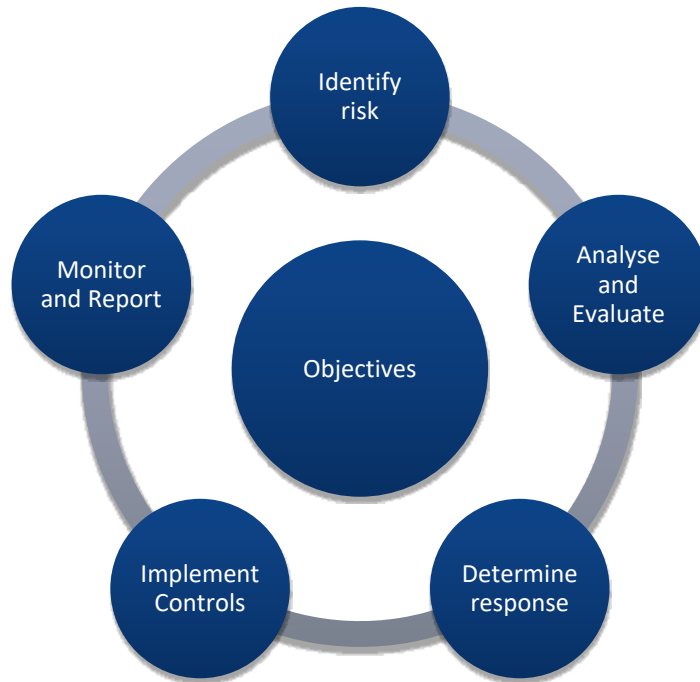 Identify
risk
Analyse
and
Evaluate
Determine
response
Implement
Controls
Monitor
and Report
Objectives